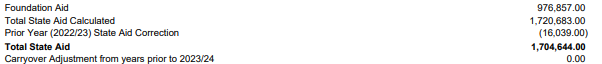 Foundation Aid 976,857.00
Total State Aid Calculated 1,720,683.00
Prior Year (2022/23) State Aid Correction (16,039.00)
Total State Aid 1,704,644.00
Carryover Adjustment from years prior to 2023/24 0.00